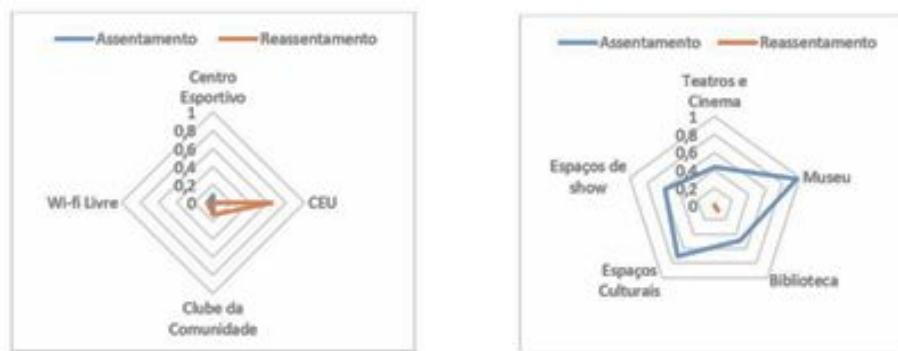 Assentamento Reassentamento
Centro
Esportivo
1
0,8
0,6
0,4
0,2
0
Wi-fi Livre
CEU
Clube da
Comunidade
Assentamento Reassentamento
Teatros e
Cinema
1
0,8
0,6
0,4
0,2
0
Espaços de
show
Museu
Espaços
Culturais
Biblioteca